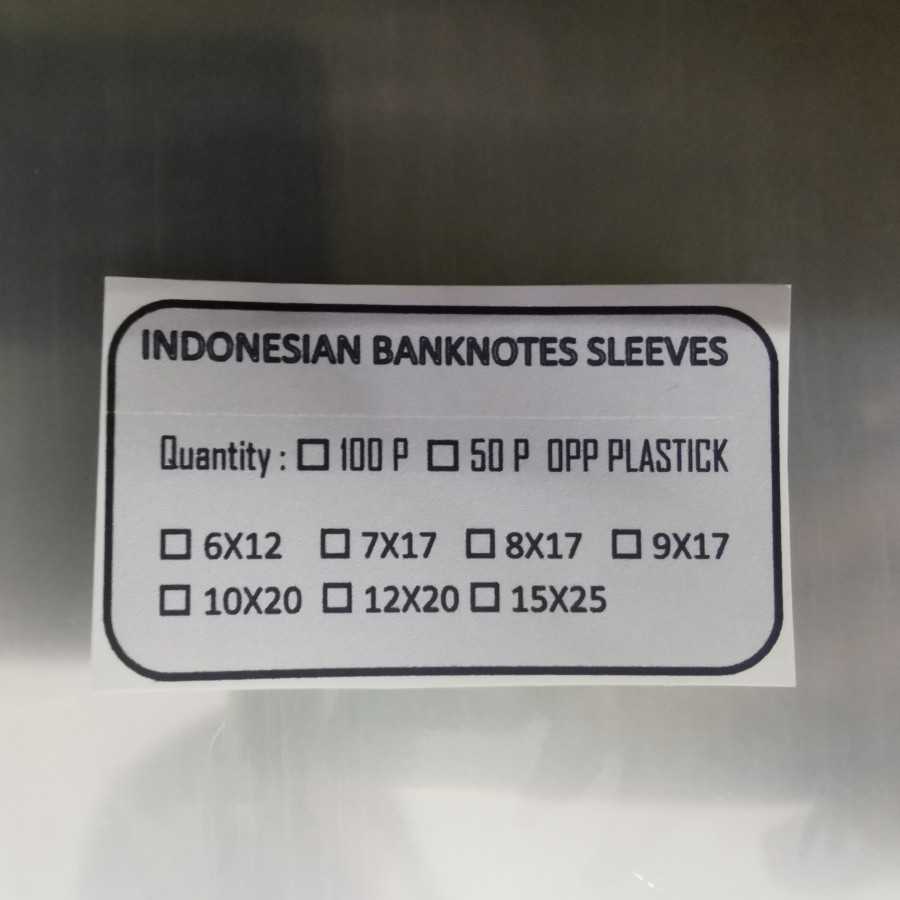 INDONESIAN BANKNOTES SLEEVES
Quantity : ☐ 100 P ☐ 50 P OPP PLASTICK
☐ 6X12 ☐ 7X17 ☐ 8X17 ☐ 9X17
☐ 10X20 ☐ 12X20 ☐ 15X25